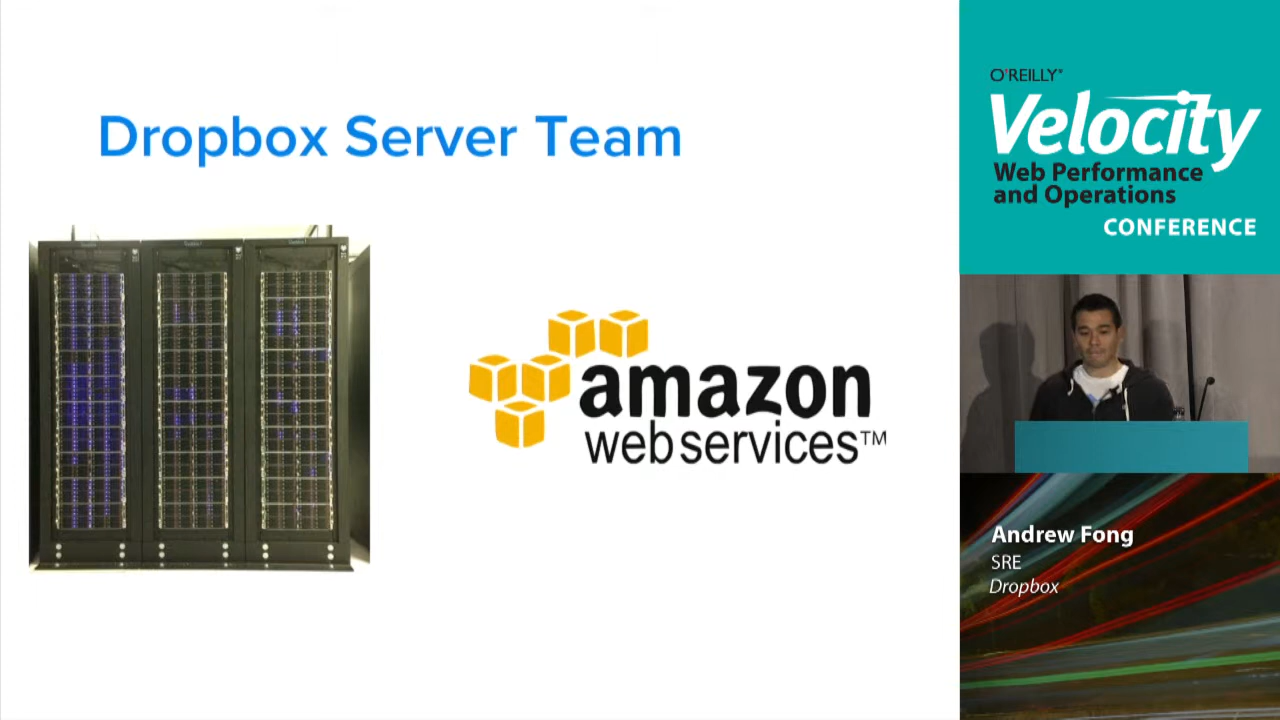 Dropbox Server Team
amazon
webservices™
O'REILLY®
Velocity
Web Performance
and Operations
CONFERENCE
Andrew Fong
SRE
Dropbox